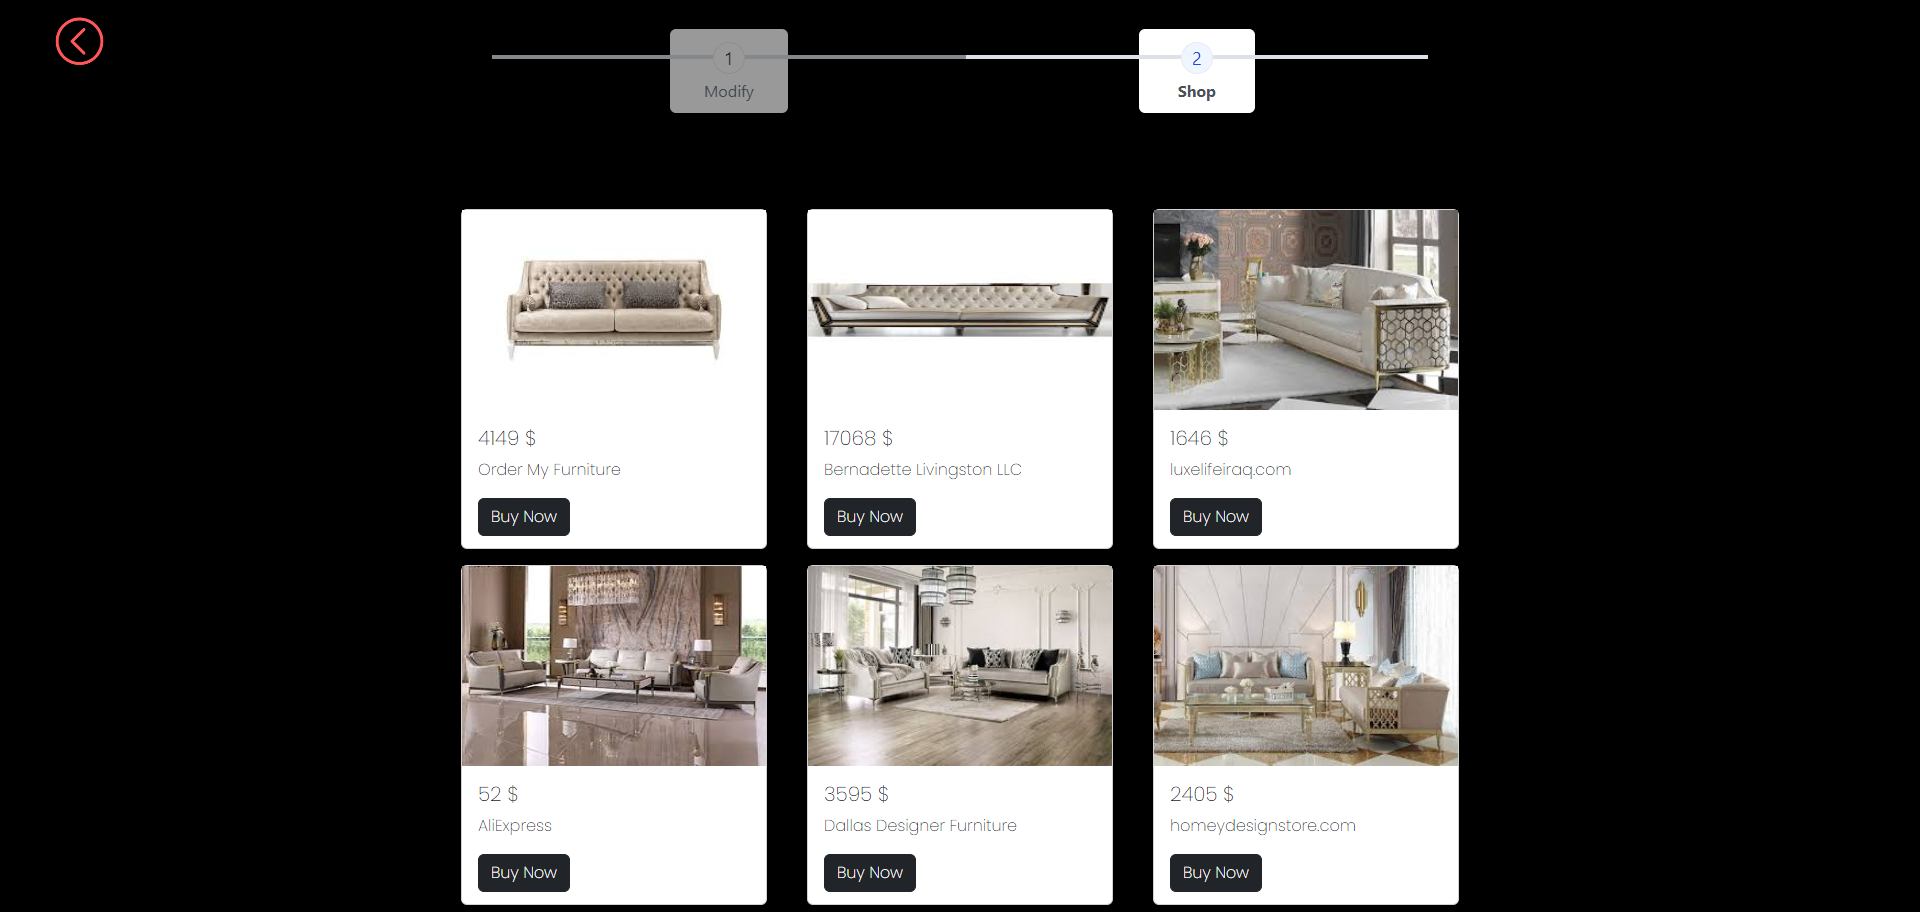 1
Modify
2
Shop
4149 $
Order My Furniture
Buy Now
17068 $
Bernadette Livingston LLC
Buy Now
1646 $
luxelifeiraq.com
Buy Now
52 $
AliExpress
Buy Now
3595 $
Dallas Designer Furniture
Buy Now
2405 $
homeydesignstore.com
Buy Now